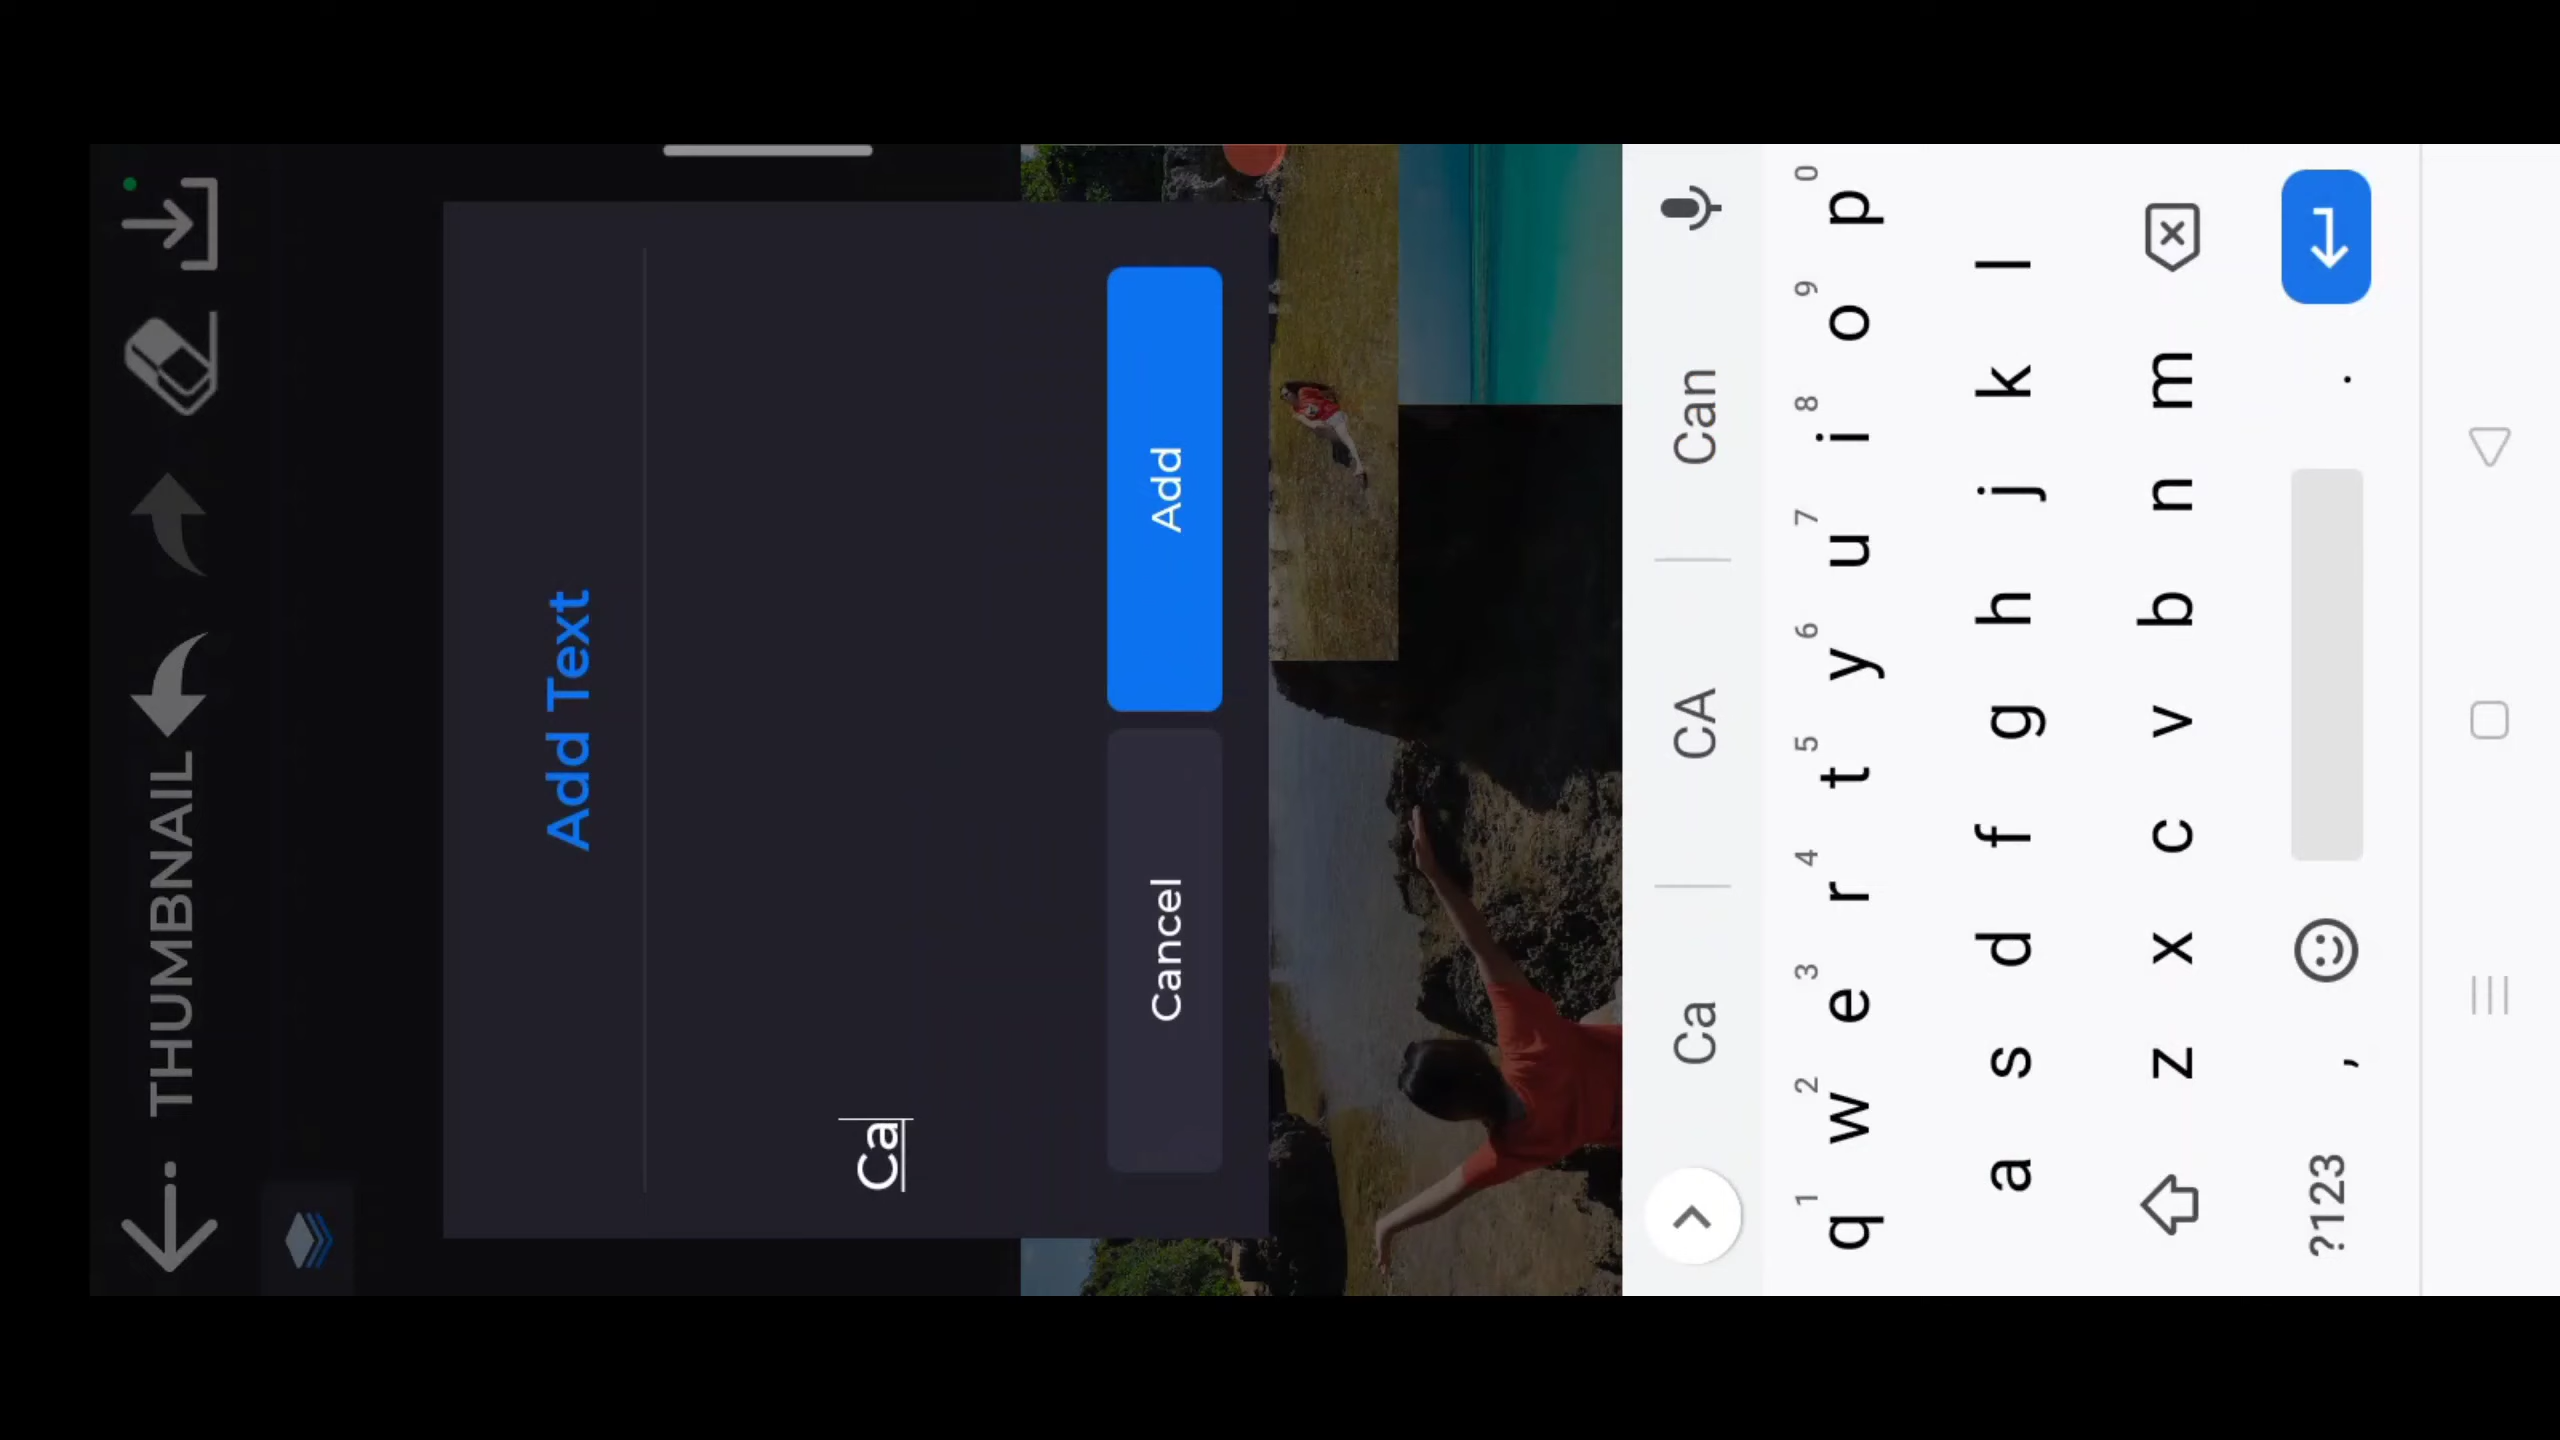 THUMBNAIL
Add Text
Ca
Cancel Add
Ca CA Can
1 2 3 4 5 6 7 8 9 0
q w e r t y u i o p
a s d f g h j k l
z x c v b n m
?123 , .